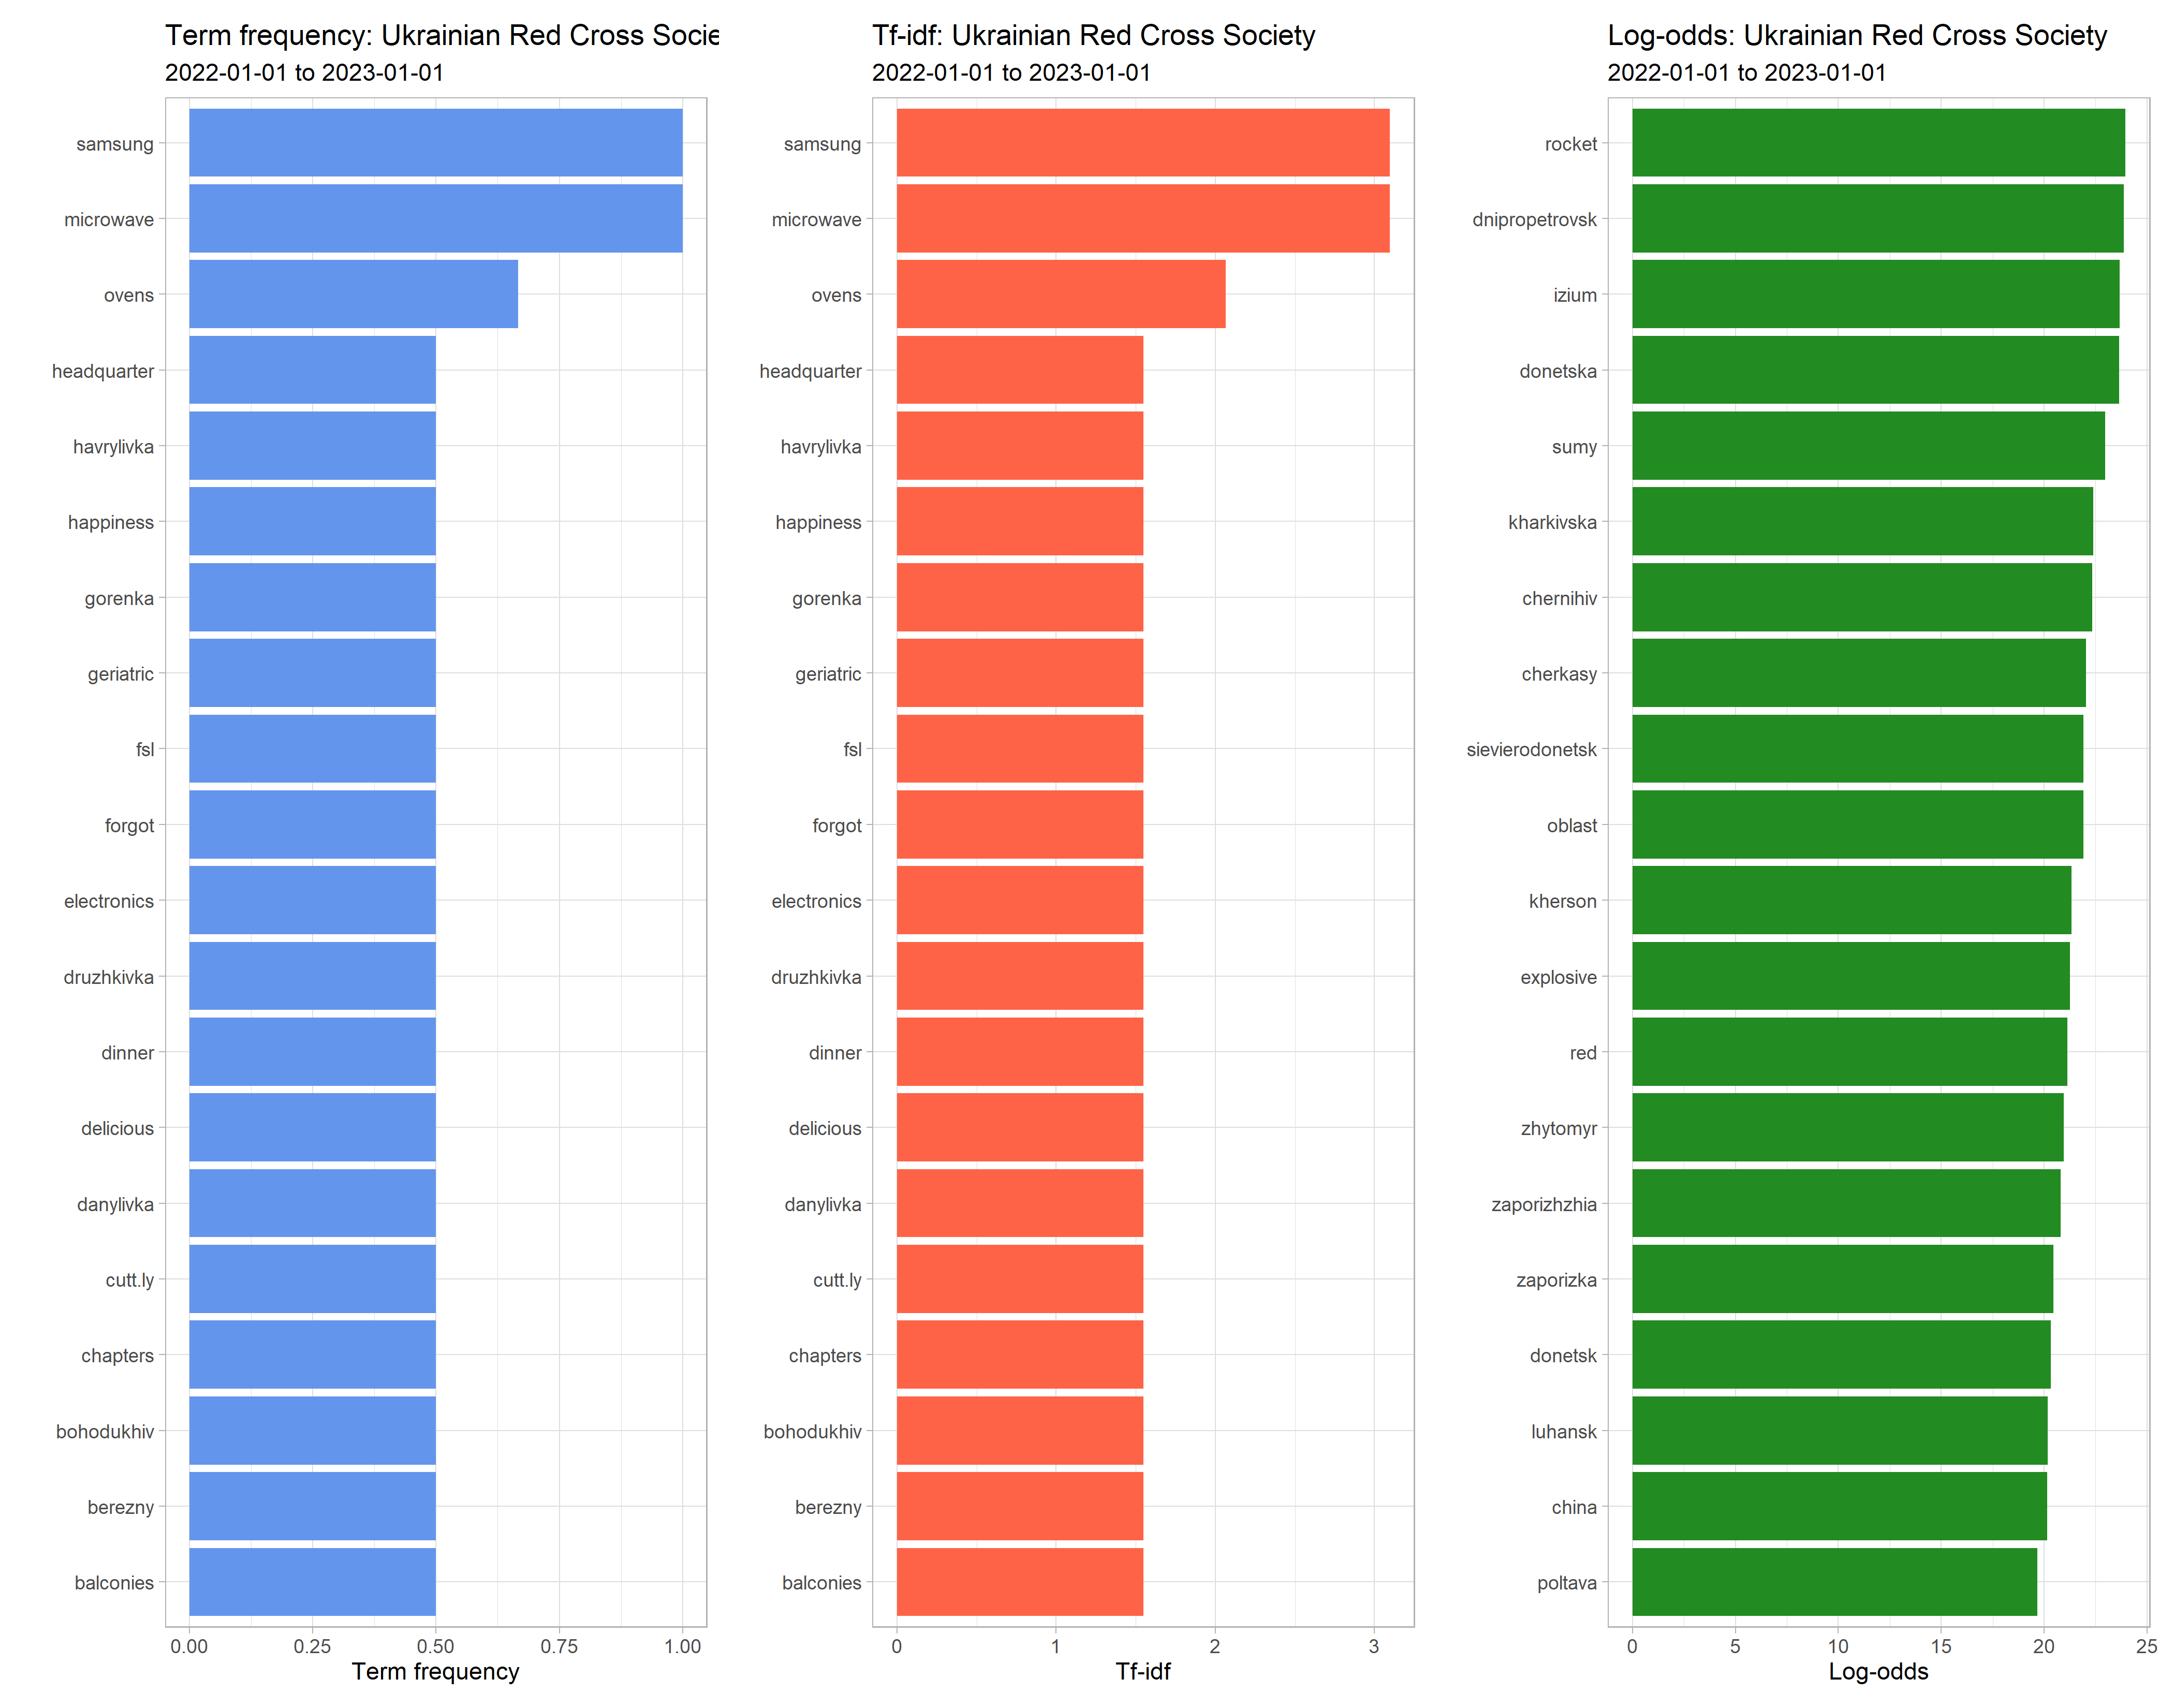 Term frequency: Ukrainian Red Cross Socie
2022-01-01 to 2023-01-01
samsung
microwave
ovens
headquarter
havrylivka
happiness
gorenka
geriatric
fsl
forgot
electronics
druzhkivka
dinner
delicious
danylivka
cutt.ly
chapters
bohodukhiv
berezny
balconies
0.00 0.25 0.50 0.75 1.00
Term frequency
Tf-idf: Ukrainian Red Cross Society
2022-01-01 to 2023-01-01
samsung
microwave
ovens
headquarter
havrylivka
happiness
gorenka
geriatric
fsl
forgot
electronics
druzhkivka
dinner
delicious
danylivka
cutt.ly
chapters
bohodukhiv
berezny
balconies
0 1 2 3
Tf-idf
Log-odds: Ukrainian Red Cross Society
2022-01-01 to 2023-01-01
rocket
dnipropetrovsk
izium
donetska
sumy
kharkivska
chernihiv
cherkasy
sievierodonetsk
oblast
kherson
explosive
red
zhytomyr
zaporizhzhia
zaporizka
donetsk
luhansk
china
poltava
0 5 10 15 20 25
Log-odds